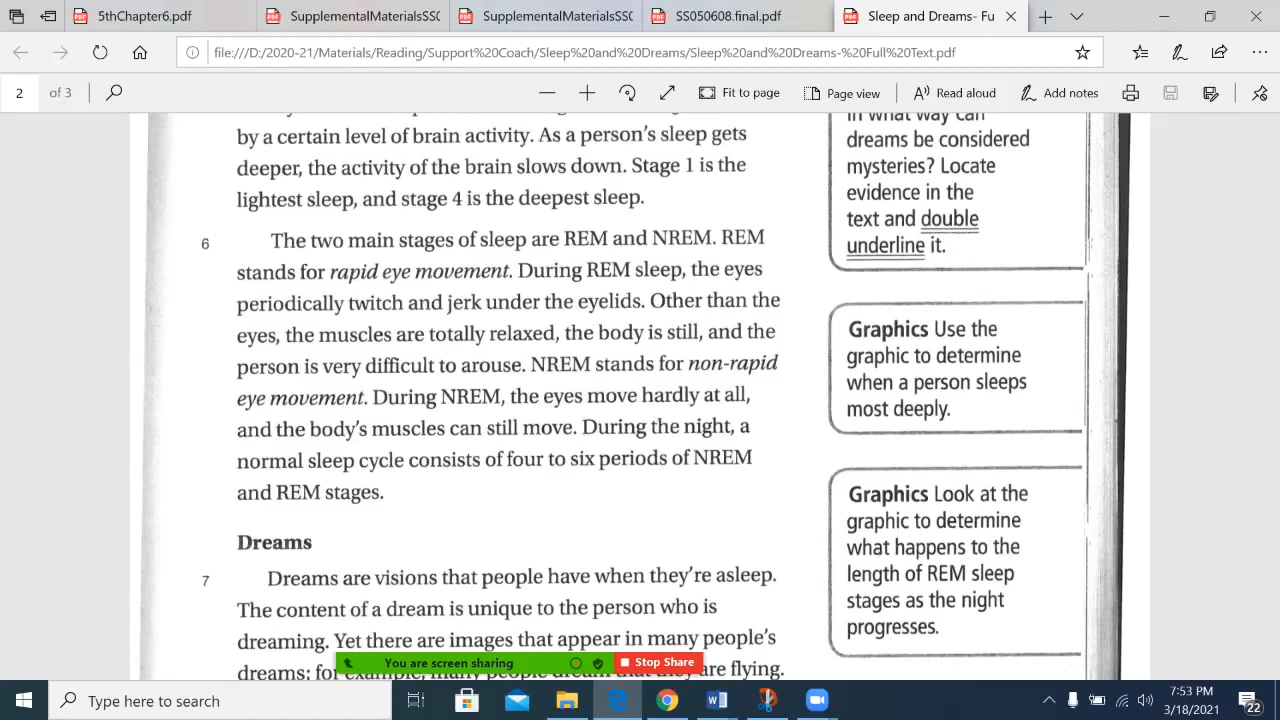 5thChapter6.pdf
SupplementalMaterialsSS0
SupplementalMaterialsSS0
SS050608.final.pdf
Sleep and Dreams- Fu
file:///D:/2020-21/Materials/Reading/Support%20Coach/Sleep%20and%20Dreams/Sleep%20and%20Dreams-%20Full%20Text.pdf
2 of 3
Fit to page
Page view
Read aloud
Add notes
by a certain level of brain activity. As a person's sleep gets
deeper, the activity of the brain slows down. Stage 1 is the
lightest sleep, and stage 4 is the deepest sleep.
6 The two main stages of sleep are REM and NREM. REM
stands for rapid eye movement. During REM sleep, the eyes
periodically twitch and jerk under the eyelids. Other than the
eyes, the muscles are totally relaxed, the body is still, and the
person is very difficult to arouse. NREM stands for non-rapid
eye movement. During NREM, the eyes move hardly at all,
and the body's muscles can still move. During the night, a
normal sleep cycle consists of four to six periods of NREM
and REM stages.
Dreams
7 Dreams are visions that people have when they're asleep.
The content of a dream is unique to the person who is
dreaming. Yet there are images that appear in many people's
dreams: for example, many people dream that they are flying.
In what way can
dreams be considered
mysteries? Locate
evidence in the
text and double
underline it.
Graphics Use the
graphic to determine
when a person sleeps
most deeply.
Graphics Look at the
graphic to determine
what happens to the
length of REM sleep
stages as the night
progresses.
You are screen sharing
Stop Share
Type here to search
7:53 PM
3/18/2021
22